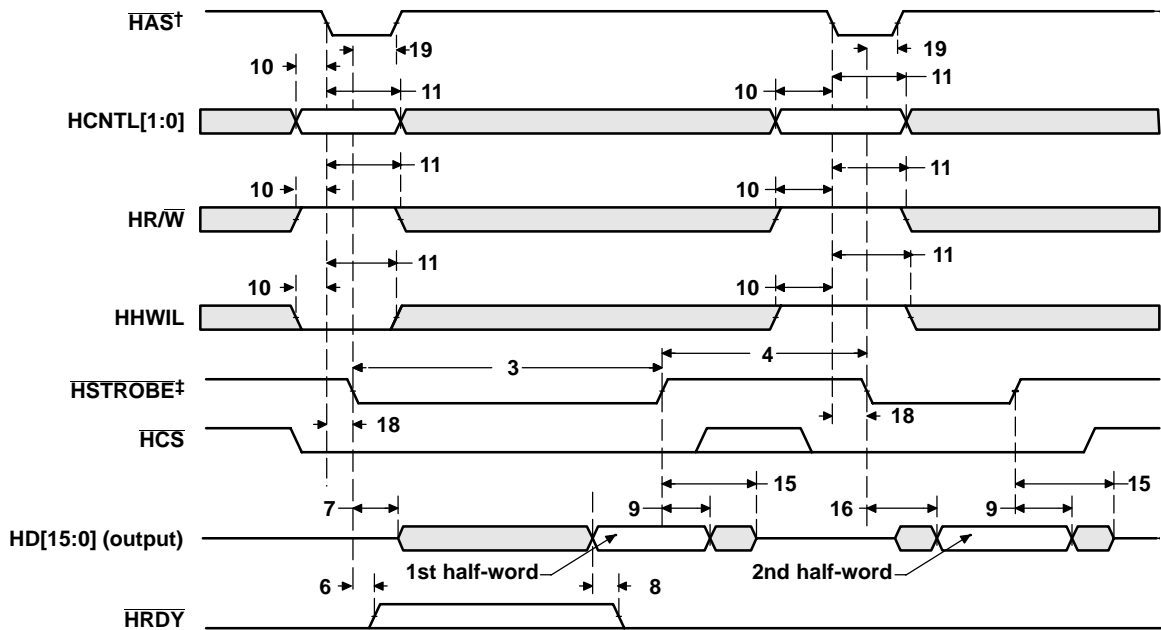 HAS†
19 19
10 11 10 11
HCNTL[1:0]
11 11
10 10
HR/W
11 11
10 10
HHWIL
3 4
HSTROBE‡
18 18
HCS
15 15
7 9 16 9
HD[15:0] (output)
1st half-word 2nd half-word
6 8
HRDY